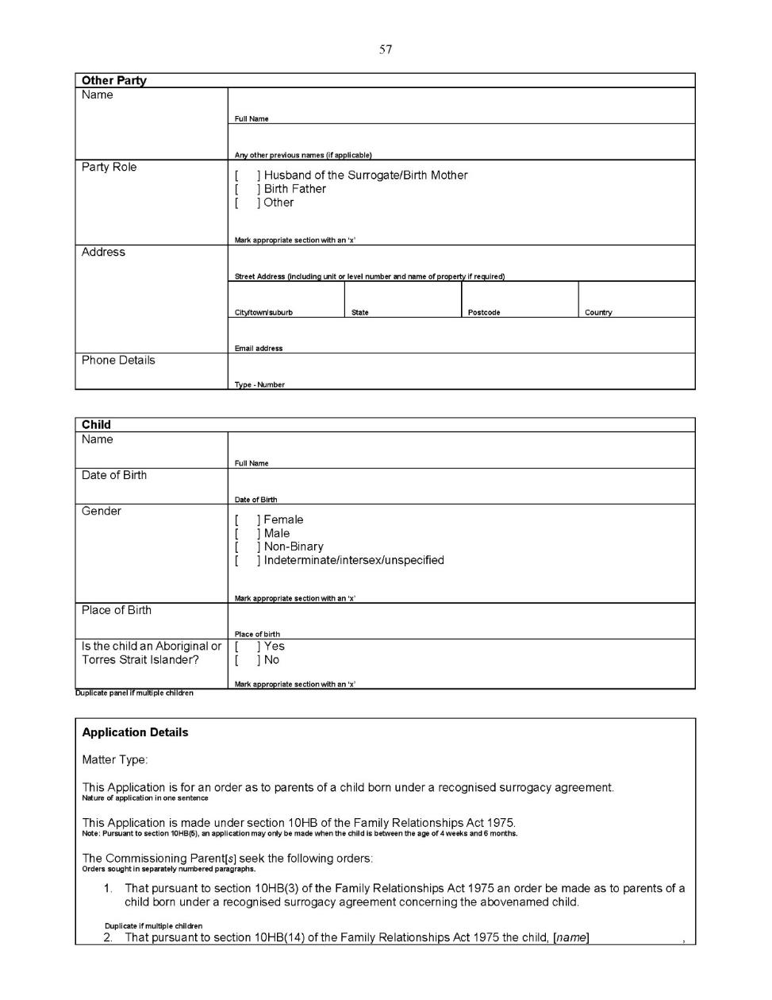 57
Other Party
Name
Full Name
Any other previous names (if applicable)
Party Role
[ ] Husband of the Surrogate/Birth Mother
[ ] Birth Father
[ ] Other
Mark appropriate section with an ‘x’
Address
Street Address (including unit or level number and name of property if required)
City/town/suburb State Postcode Country
Email address
Phone Details
Type - Number
Child
Name
Full Name
Date of Birth
Date of Birth
Gender
[ ] Female
[ ] Male
[ ] Non-Binary
[ ] Indeterminate/intersex/unspecified
Mark appropriate section with an ‘x’
Place of Birth
Place of birth
Is the child an Aboriginal or [ ] Yes
Torres Strait Islander? [ ] No
Mark appropriate section with an ‘x’
Duplicate panel if multiple children
Application Details
Matter Type:
This Application is for an order as to parents of a child born under a recognised surrogacy agreement.
Nature of application in one sentence
This Application is made under section 10HB of the Family Relationships Act 1975.
Note: Pursuant to section 10HB(5), an application may only be made when the child is between the age of 4 weeks and 6 months.
The Commissioning Parent[s] seek the following orders:
Orders sought in separately numbered paragraphs.
1. That pursuant to section 10HB(3) of the Family Relationships Act 1975 an order be made as to parents of a
child born under a recognised surrogacy agreement concerning the abovenamed child.
Duplicate if multiple children
2. That pursuant to section 10HB(14) of the Family Relationships Act 1975 the child, [name] ,